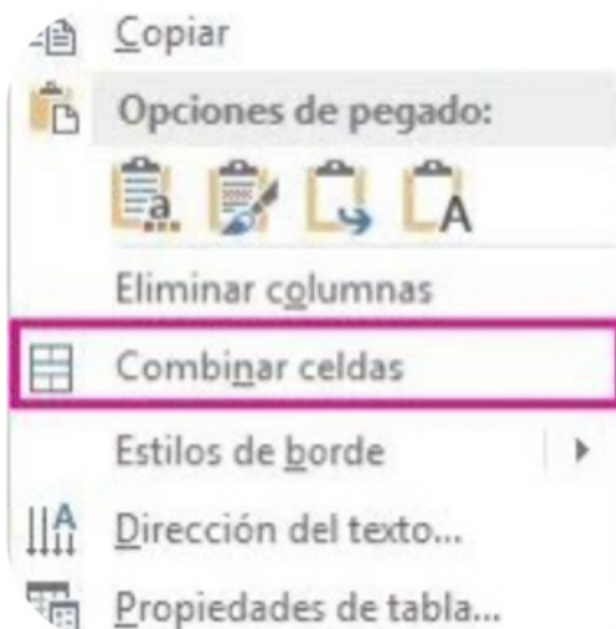 Copiar
Opciones de pegado:
Eliminar columnas
Combinar celdas
Estilos de borde
Dirección del texto...
Propiedades de tabla...